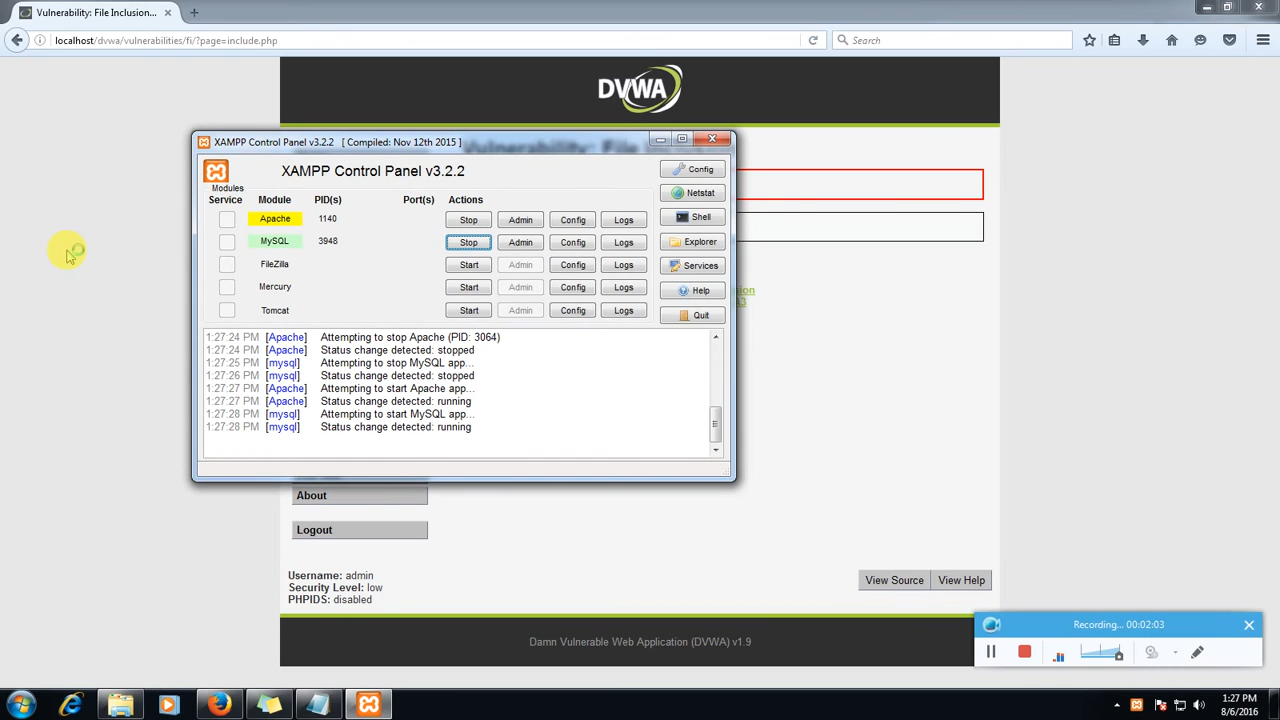 Vulnerability: File Inclusion...
localhost/dvwa/vulnerabilities/fi/?page=include.php
Search
DVWA
XAMPP Control Panel v3.2.2 [ Compiled: Nov 12th 2015 ]
Vulnerability: File Inclu
XAMPP Control Panel v3.2.2
Config
Modules
Service Module PID(s) Port(s) Actions
Netstat
Apache 1140 Stop Admin Config Logs
Shell
MySQL 3948 Stop Admin Config Logs
Explorer
FileZilla Start Admin Config Logs
Services
Mercury Start Admin Config Logs
Help
Tomcat Start Admin Config Logs
Quit
1:27:24 PM [Apache] Attempting to stop Apache (PID: 3064)
1:27:24 PM [Apache] Status change detected: stopped
1:27:25 PM [mysql] Attempting to stop MySQL app...
1:27:26 PM [mysql] Status change detected: stopped
1:27:27 PM [Apache] Attempting to start Apache app...
1:27:27 PM [Apache] Status change detected: running
1:27:28 PM [mysql] Attempting to start MySQL app...
1:27:28 PM [mysql] Status change detected: running
sion
A3
About
Logout
Username: admin
Security Level: low
PHPIDS: disabled
View Source View Help
Damn Vulnerable Web Application (DVWA) v1.9
Recording... 00:02:03
1:27 PM
8/6/2016